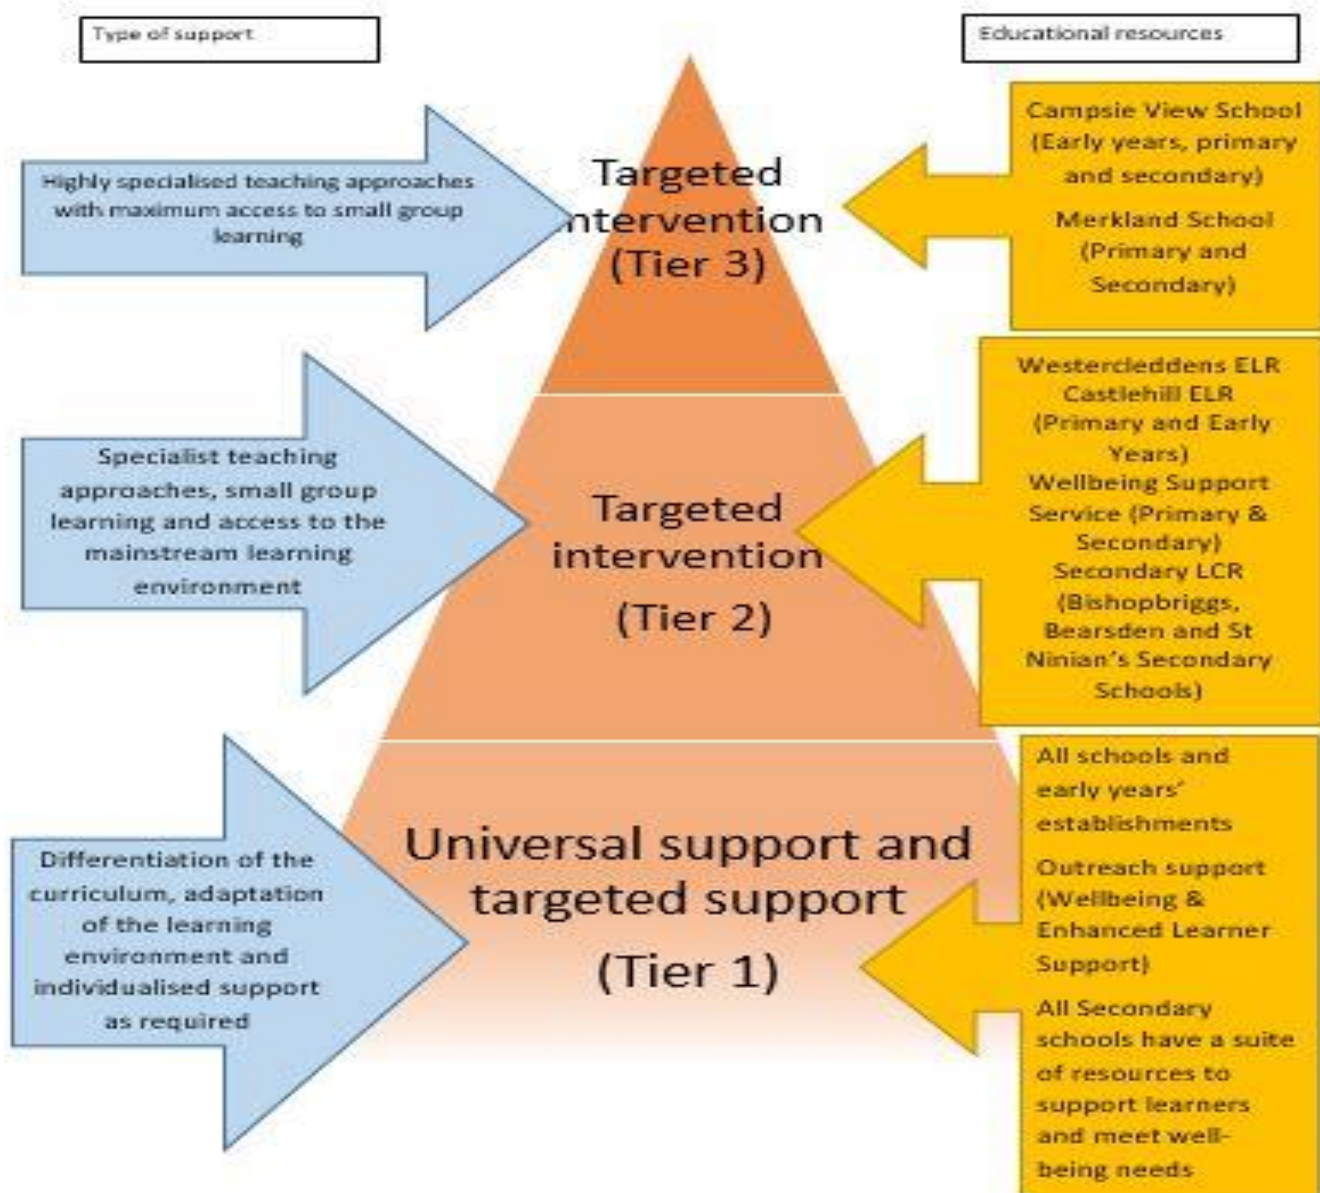 Type of support
Educational resources
Highly specialised teaching approaches
with maximum access to small group
learning
Targeted
intervention
(Tier 3)
Campsie View School
(Early years, primary
and secondary)
Merkland School
(Primary and
Secondary)
Specialist teaching
approaches, small group
learning and access to the
mainstream learning
environment
Targeted
intervention
(Tier 2)
Westercleddens ELR
Castlehill ELR
(Primary and Early
Years)
Wellbeing Support
Service (Primary &
Secondary)
Secondary LCR
(Bishopbriggs,
Bearsden and St
Ninian's Secondary
Schools)
Differentiation of the
curriculum, adaptation
of the learning
environment and
individualised support
as required
Universal support and
targeted support
(Tier 1)
All schools and
early years'
establishments
Outreach support
(Wellbeing &
Enhanced Learner
Support)
All Secondary
schools have a suite
of resources to
support learners
and meet well-
being needs